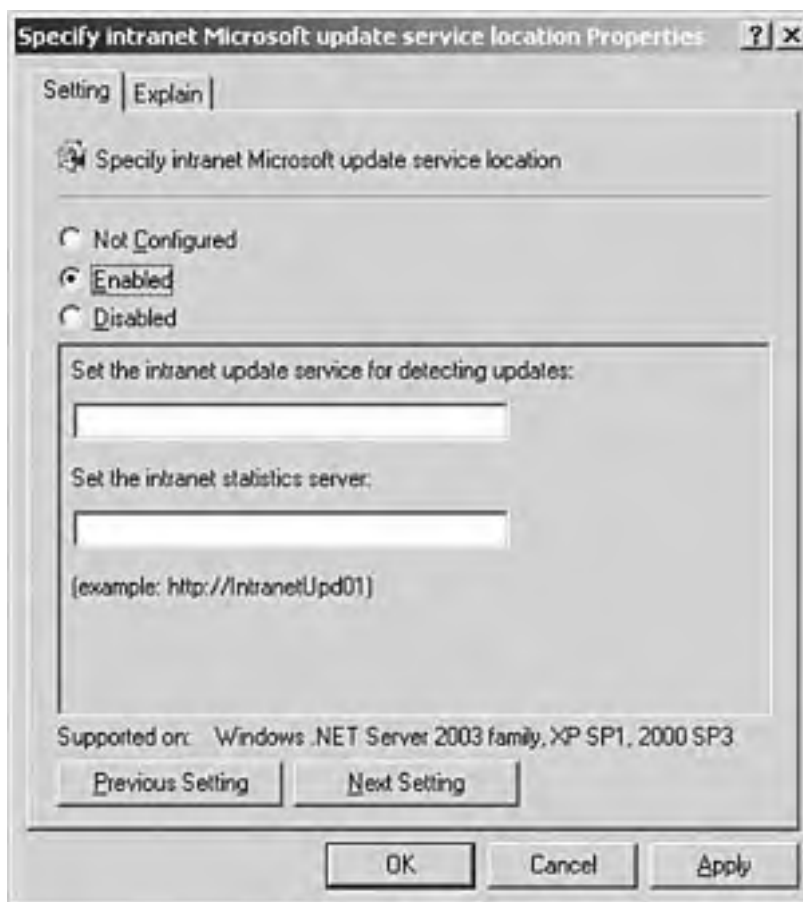 Specify intranet Microsoft update service location Properties ? ×
Setting Explain
Specify intranet Microsoft update service location
Not Configured
Enabled
Disabled
Set the intranet update service for detecting updates:
Set the intranet statistics server:
(example: http://IntranetUpd01)
Supported on: Windows .NET Server 2003 family, XP SP1, 2000 SP3
Previous Setting Next Setting
OK Cancel Apply